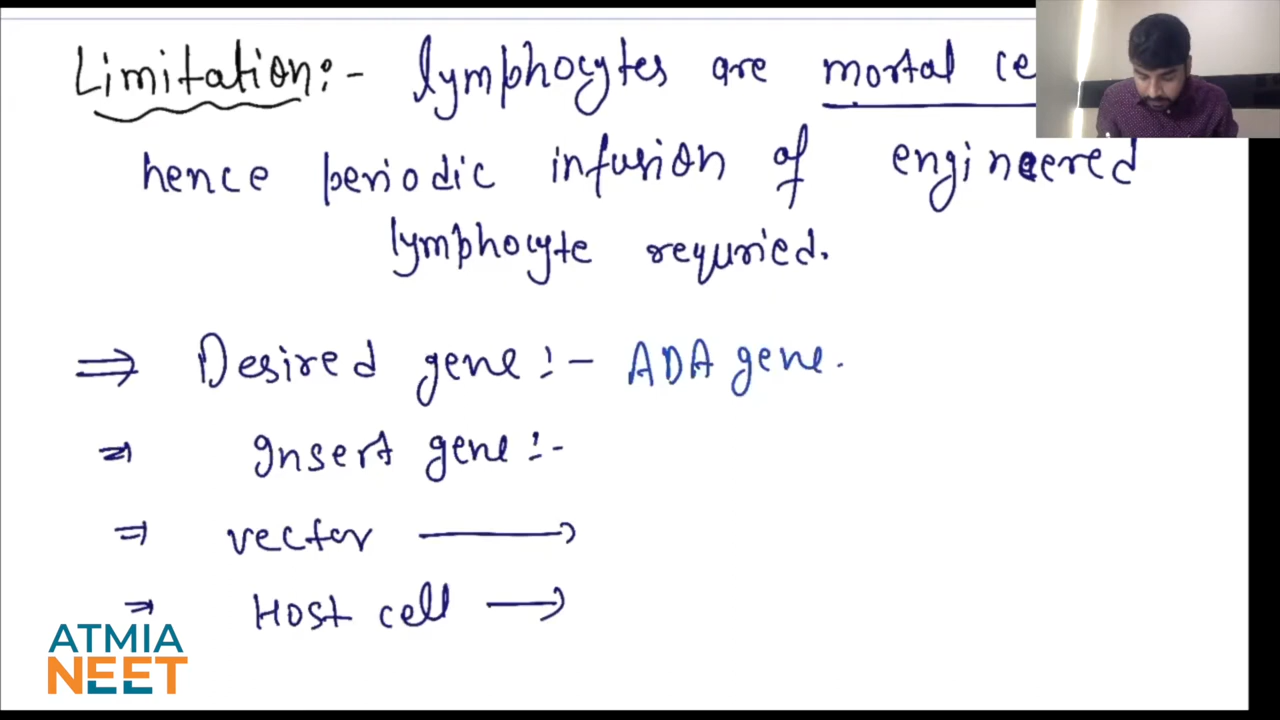 Limitation:- lymphocytes are mortal ce
hence periodic infusion of engineered
lymphocyte requried.
⇒ Desired gene:- ADA gene.
⇒ Insert gene:-
⇒ vector →
⇒ Host cell →
ATMIA
NEET